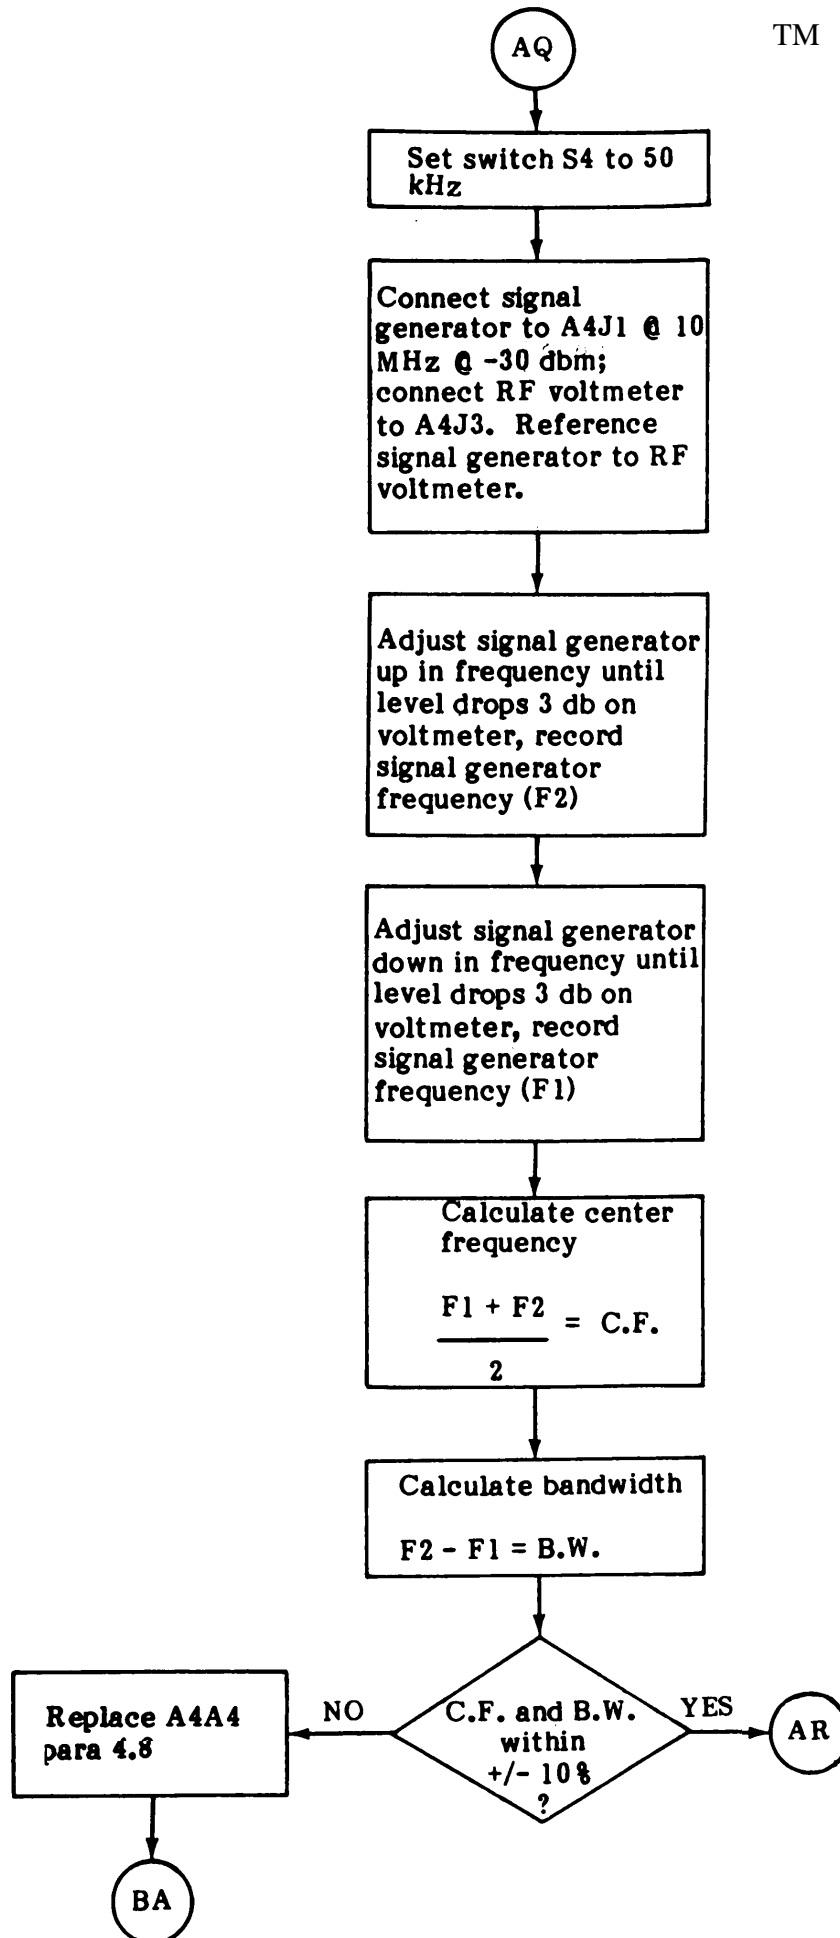 TM
AQ
Set switch S4 to 50
kHz
Connect signal
generator to A4J1 @ 10
MHz @ -30 dbm;
connect RF voltmeter
to A4J3. Reference
signal generator to RF
voltmeter.
Adjust signal generator
up in frequency until
level drops 3 db on
voltmeter, record
signal generator
frequency (F2)
Adjust signal generator
down in frequency until
level drops 3 db on
voltmeter, record
signal generator
frequency (F1)
Calculate center
frequency
F1 + F2
= C.F.
2
Calculate bandwidth
F2 - F1 = B.W.
C.F. and B.W.
within
+/- 10%
?
NO
YES
Replace A4A4
para 4.8
AR
BA